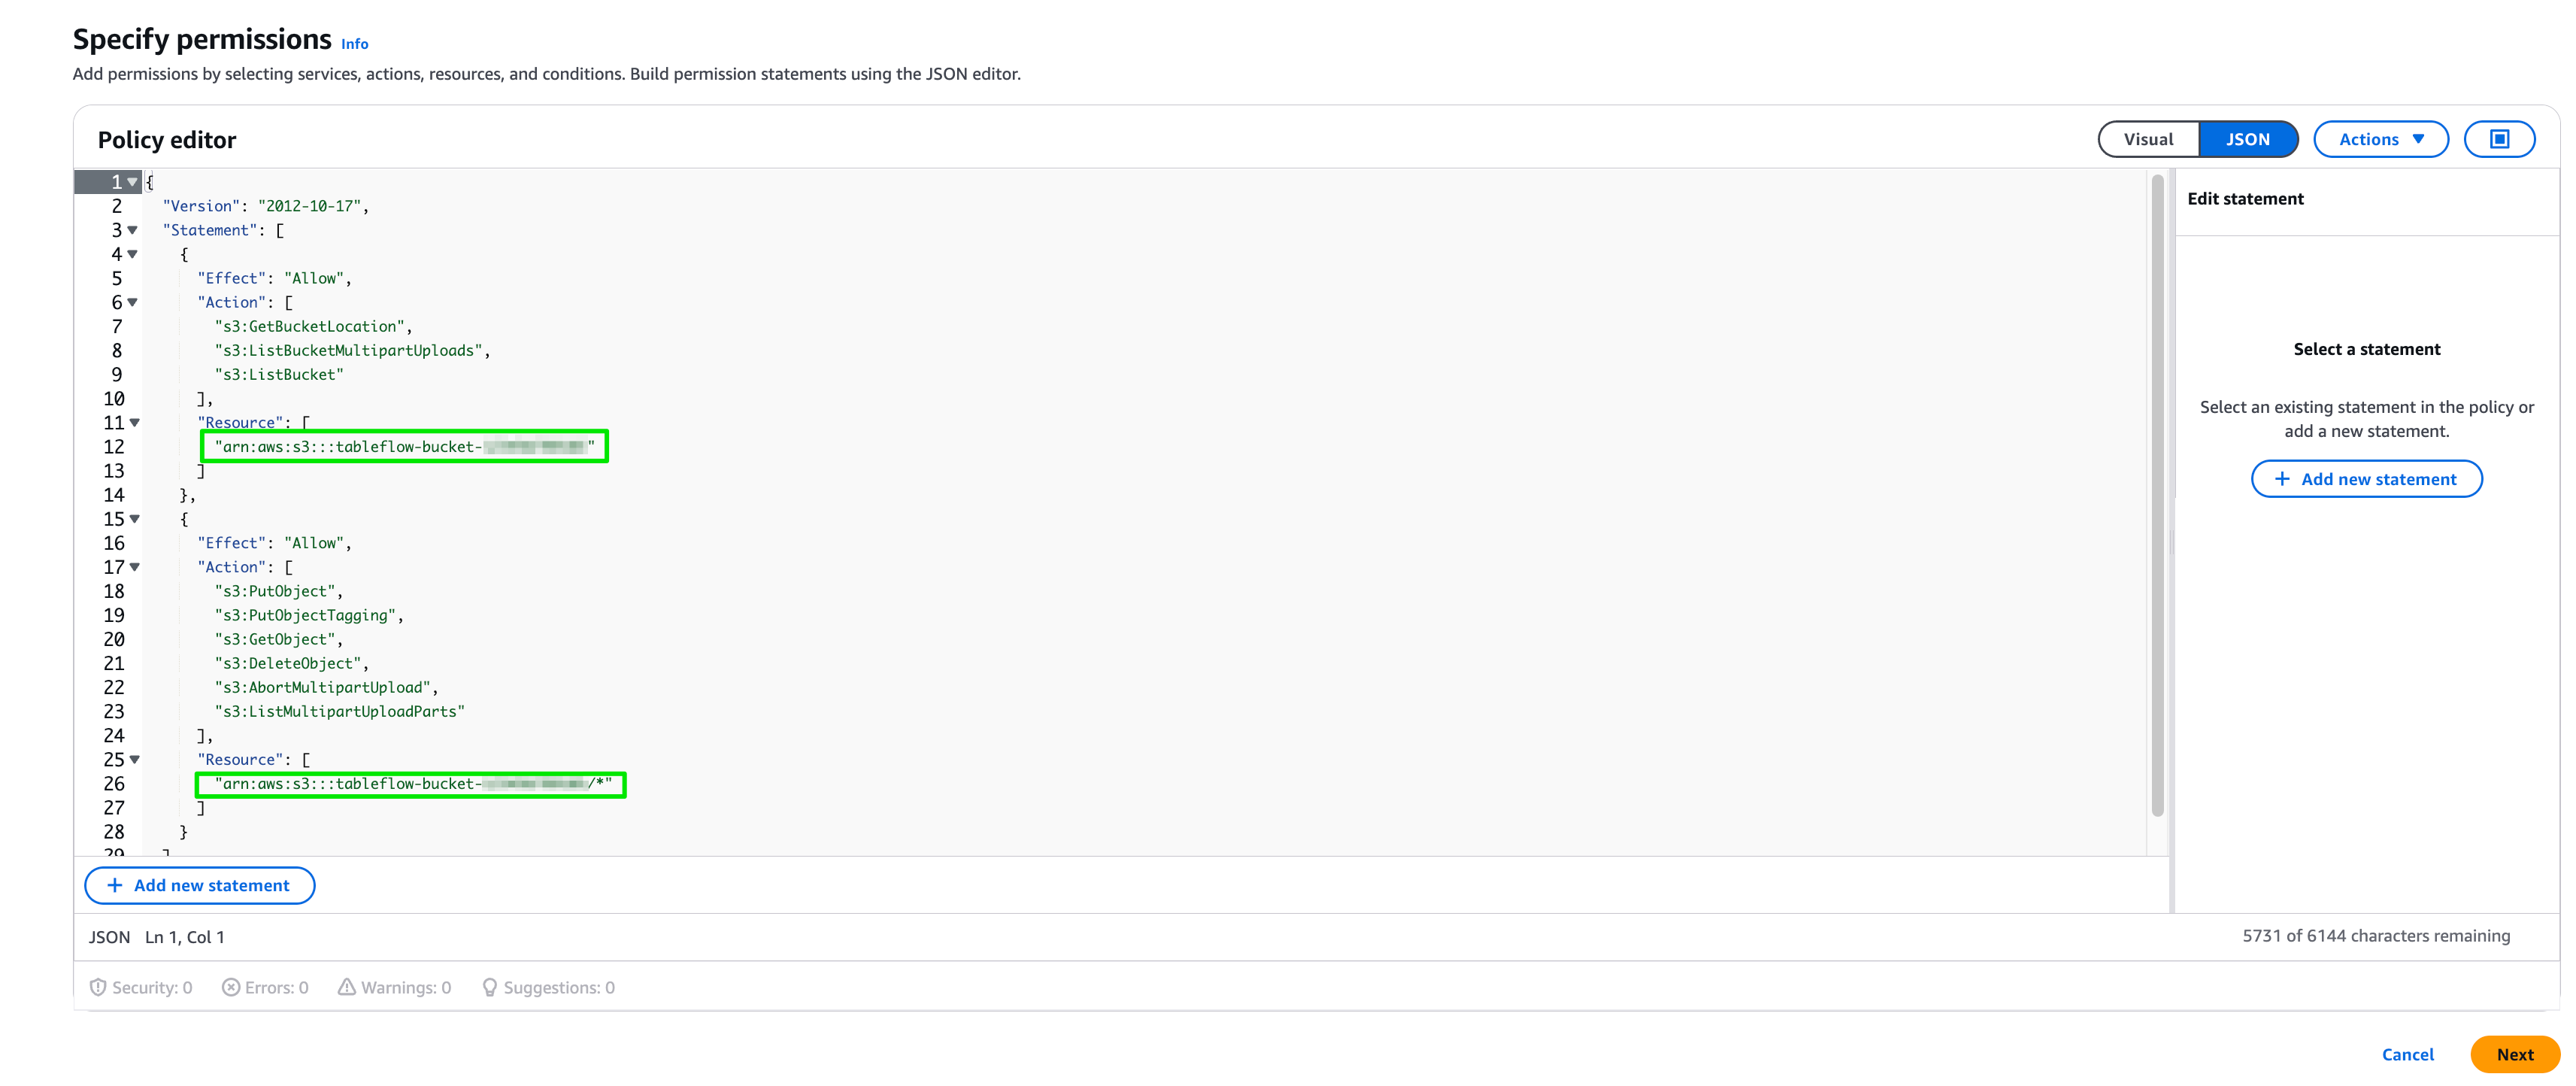 Specify permissions Info
Add permissions by selecting services, actions, resources, and conditions. Build permission statements using the JSON editor.
Policy editor
Visual JSON Actions
1 {
2 "Version": "2012-10-17",
3 "Statement": [
4 {
5 "Effect": "Allow",
6 "Action": [
7 "s3:GetBucketLocation",
8 "s3:ListBucketMultipartUploads",
9 "s3:ListBucket"
10 ],
11 "Resource": [
12 "arn:aws:s3:::tableflow-bucket- "
13 ]
14 },
15 {
16 "Effect": "Allow",
17 "Action": [
18 "s3:PutObject",
19 "s3:PutObjectTagging",
20 "s3:GetObject",
21 "s3:DeleteObject",
22 "s3:AbortMultipartUpload",
23 "s3:ListMultipartUploadParts"
24 ],
25 "Resource": [
26 "arn:aws:s3:::tableflow-bucket- /*"
27 ]
28 }
29 ]
Edit statement
Select a statement
Select an existing statement in the policy or
add a new statement.
+ Add new statement
+ Add new statement
JSON Ln 1, Col 1
5731 of 6144 characters remaining
Security: 0 Errors: 0 Warnings: 0 Suggestions: 0
Cancel Next